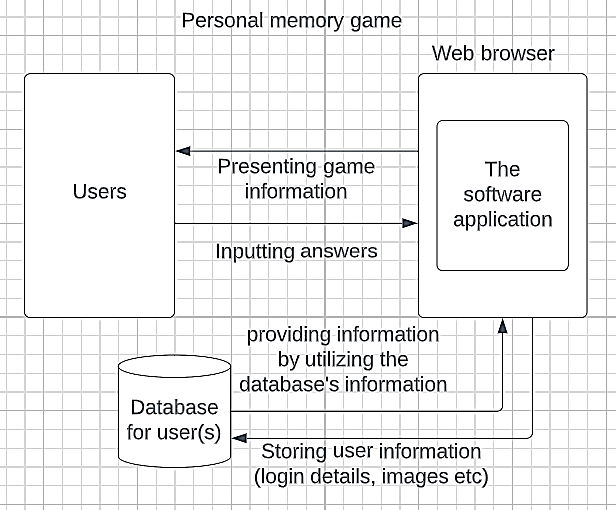 Personal memory game
Web browser
Users
Presenting game
information
The
software
application
Inputting answers
providing information
by utilizing the
database's information
Database
for user(s)
Storing user information
(login details, images etc)